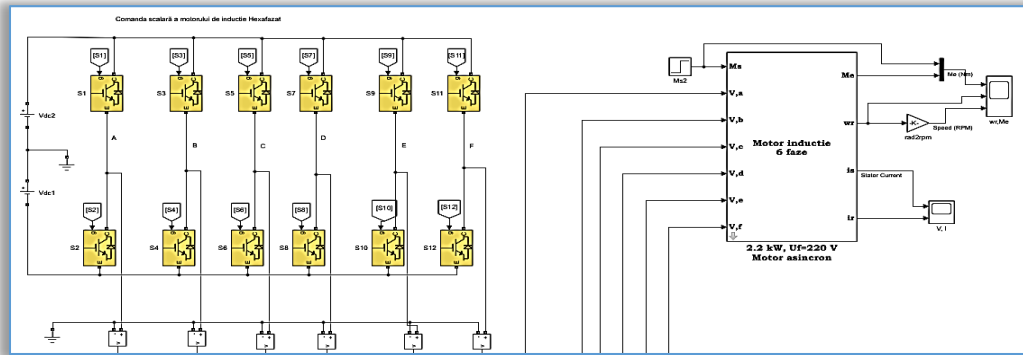 Comanda scalară a motorului de inductie Hexafazat
[S1] [S3] [S5] [S7] [S9] [S11]
g C g C g C g C g C g C
S1 S3 S5 S7 S9 S11
E E E E E E
Vdc2
A B C D E F
Vdc1
[S2] [S4] [S6] [S8] [S10] [S12]
g C g C g C g C g C g C
S2 S4 S6 S8 S10 S12
E E E E E E
Ms2
Ms
V,a
V,b
V,c
V,d
V,e
V,f
Motor inductie
6 faze
Me
wr
is
ir
2.2 kW, Uf=220 V
Motor asincron
Me (Nm)
-K-
rad2rpm
Speed (RPM)
wr,Me
Stator Current
V, I